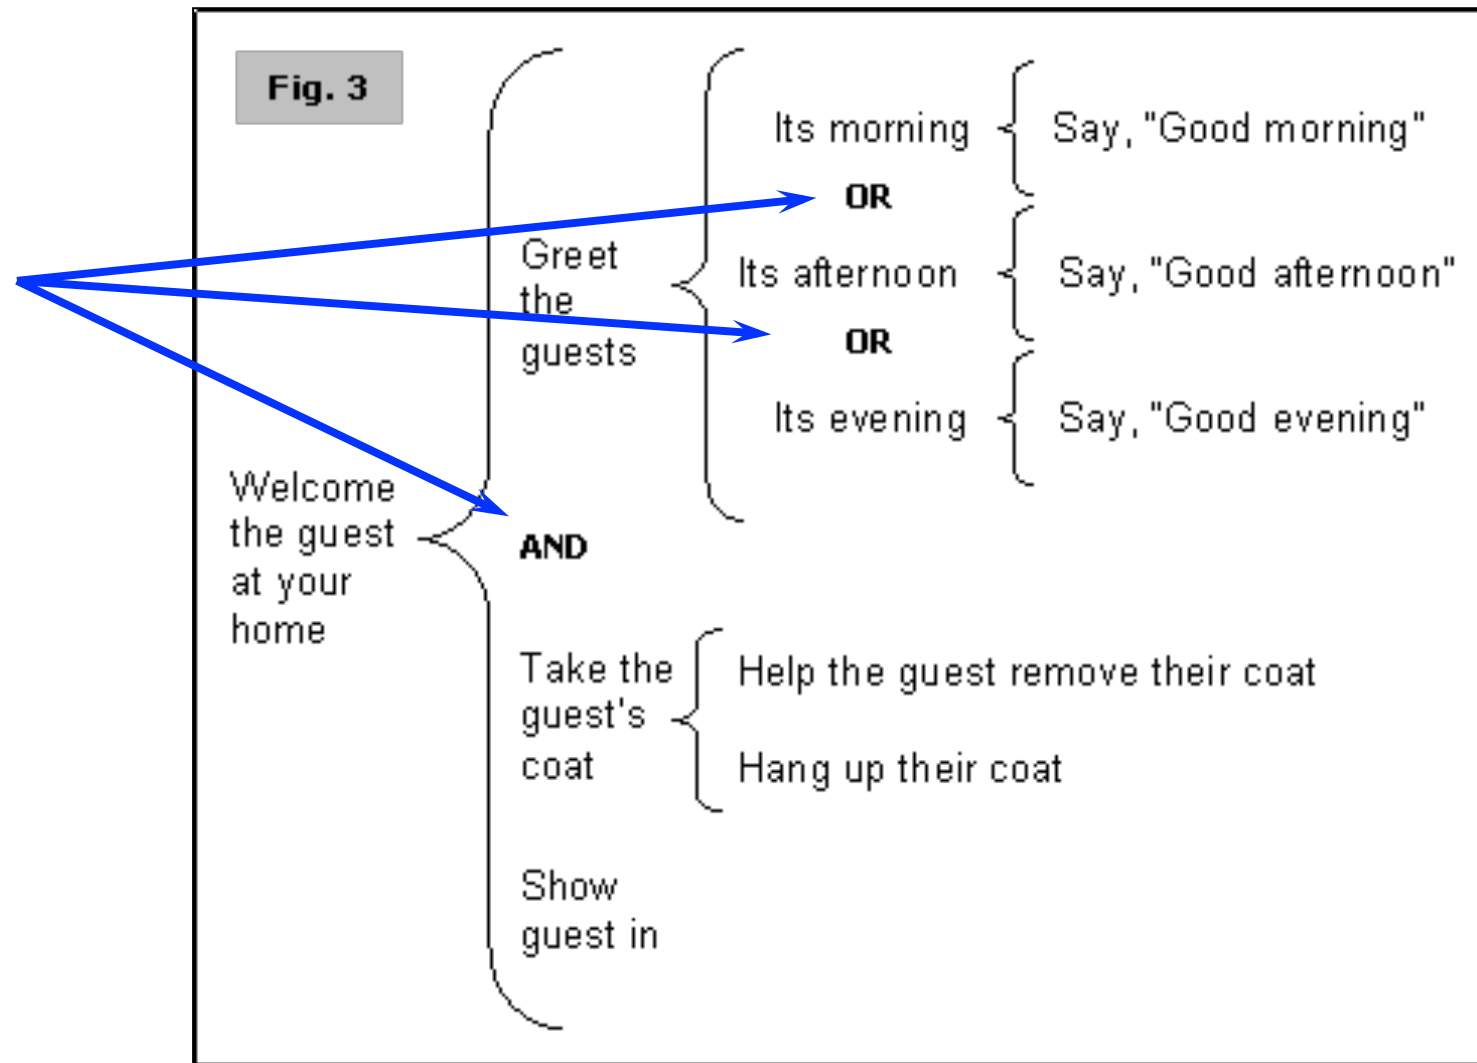 Fig. 3
Its morning
Say, "Good morning"
OR
Greet
the
guests
Its afternoon
Say, "Good afternoon"
OR
Its evening
Say, "Good evening"
Welcome
the guest
at your
home
AND
Take the
guest's
coat
Help the guest remove their coat
Hang up their coat
Show
guest in